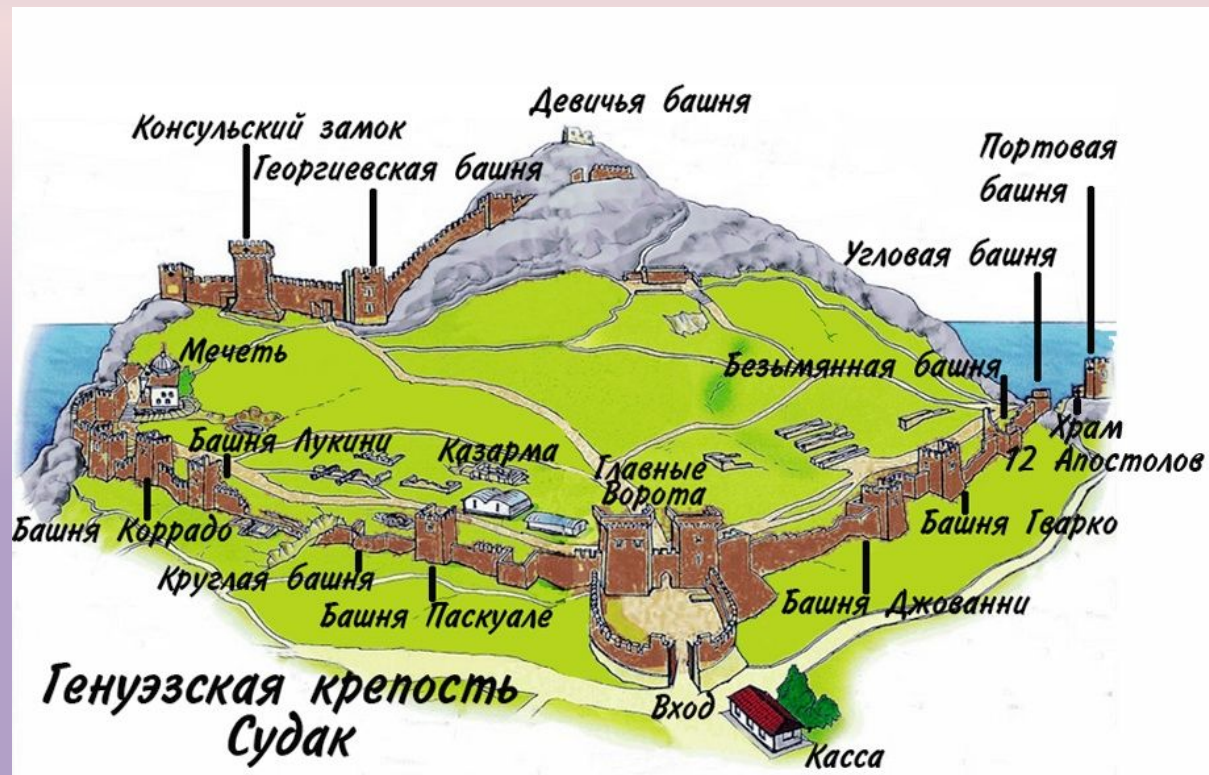 Девичья башня
Консульский замок
Георгиевская башня
Портовая
башня
Угловая башня
Мечеть
Безымянная башня
Башня Лукини
Казарма
Главные
Ворота
Храм
12 Апостолов
Башня Коррадо
Башня Гварко
Круглая башня
Башня Паскуале
Башня Джованни
Генуэзская крепость
Судак
Вход
Касса